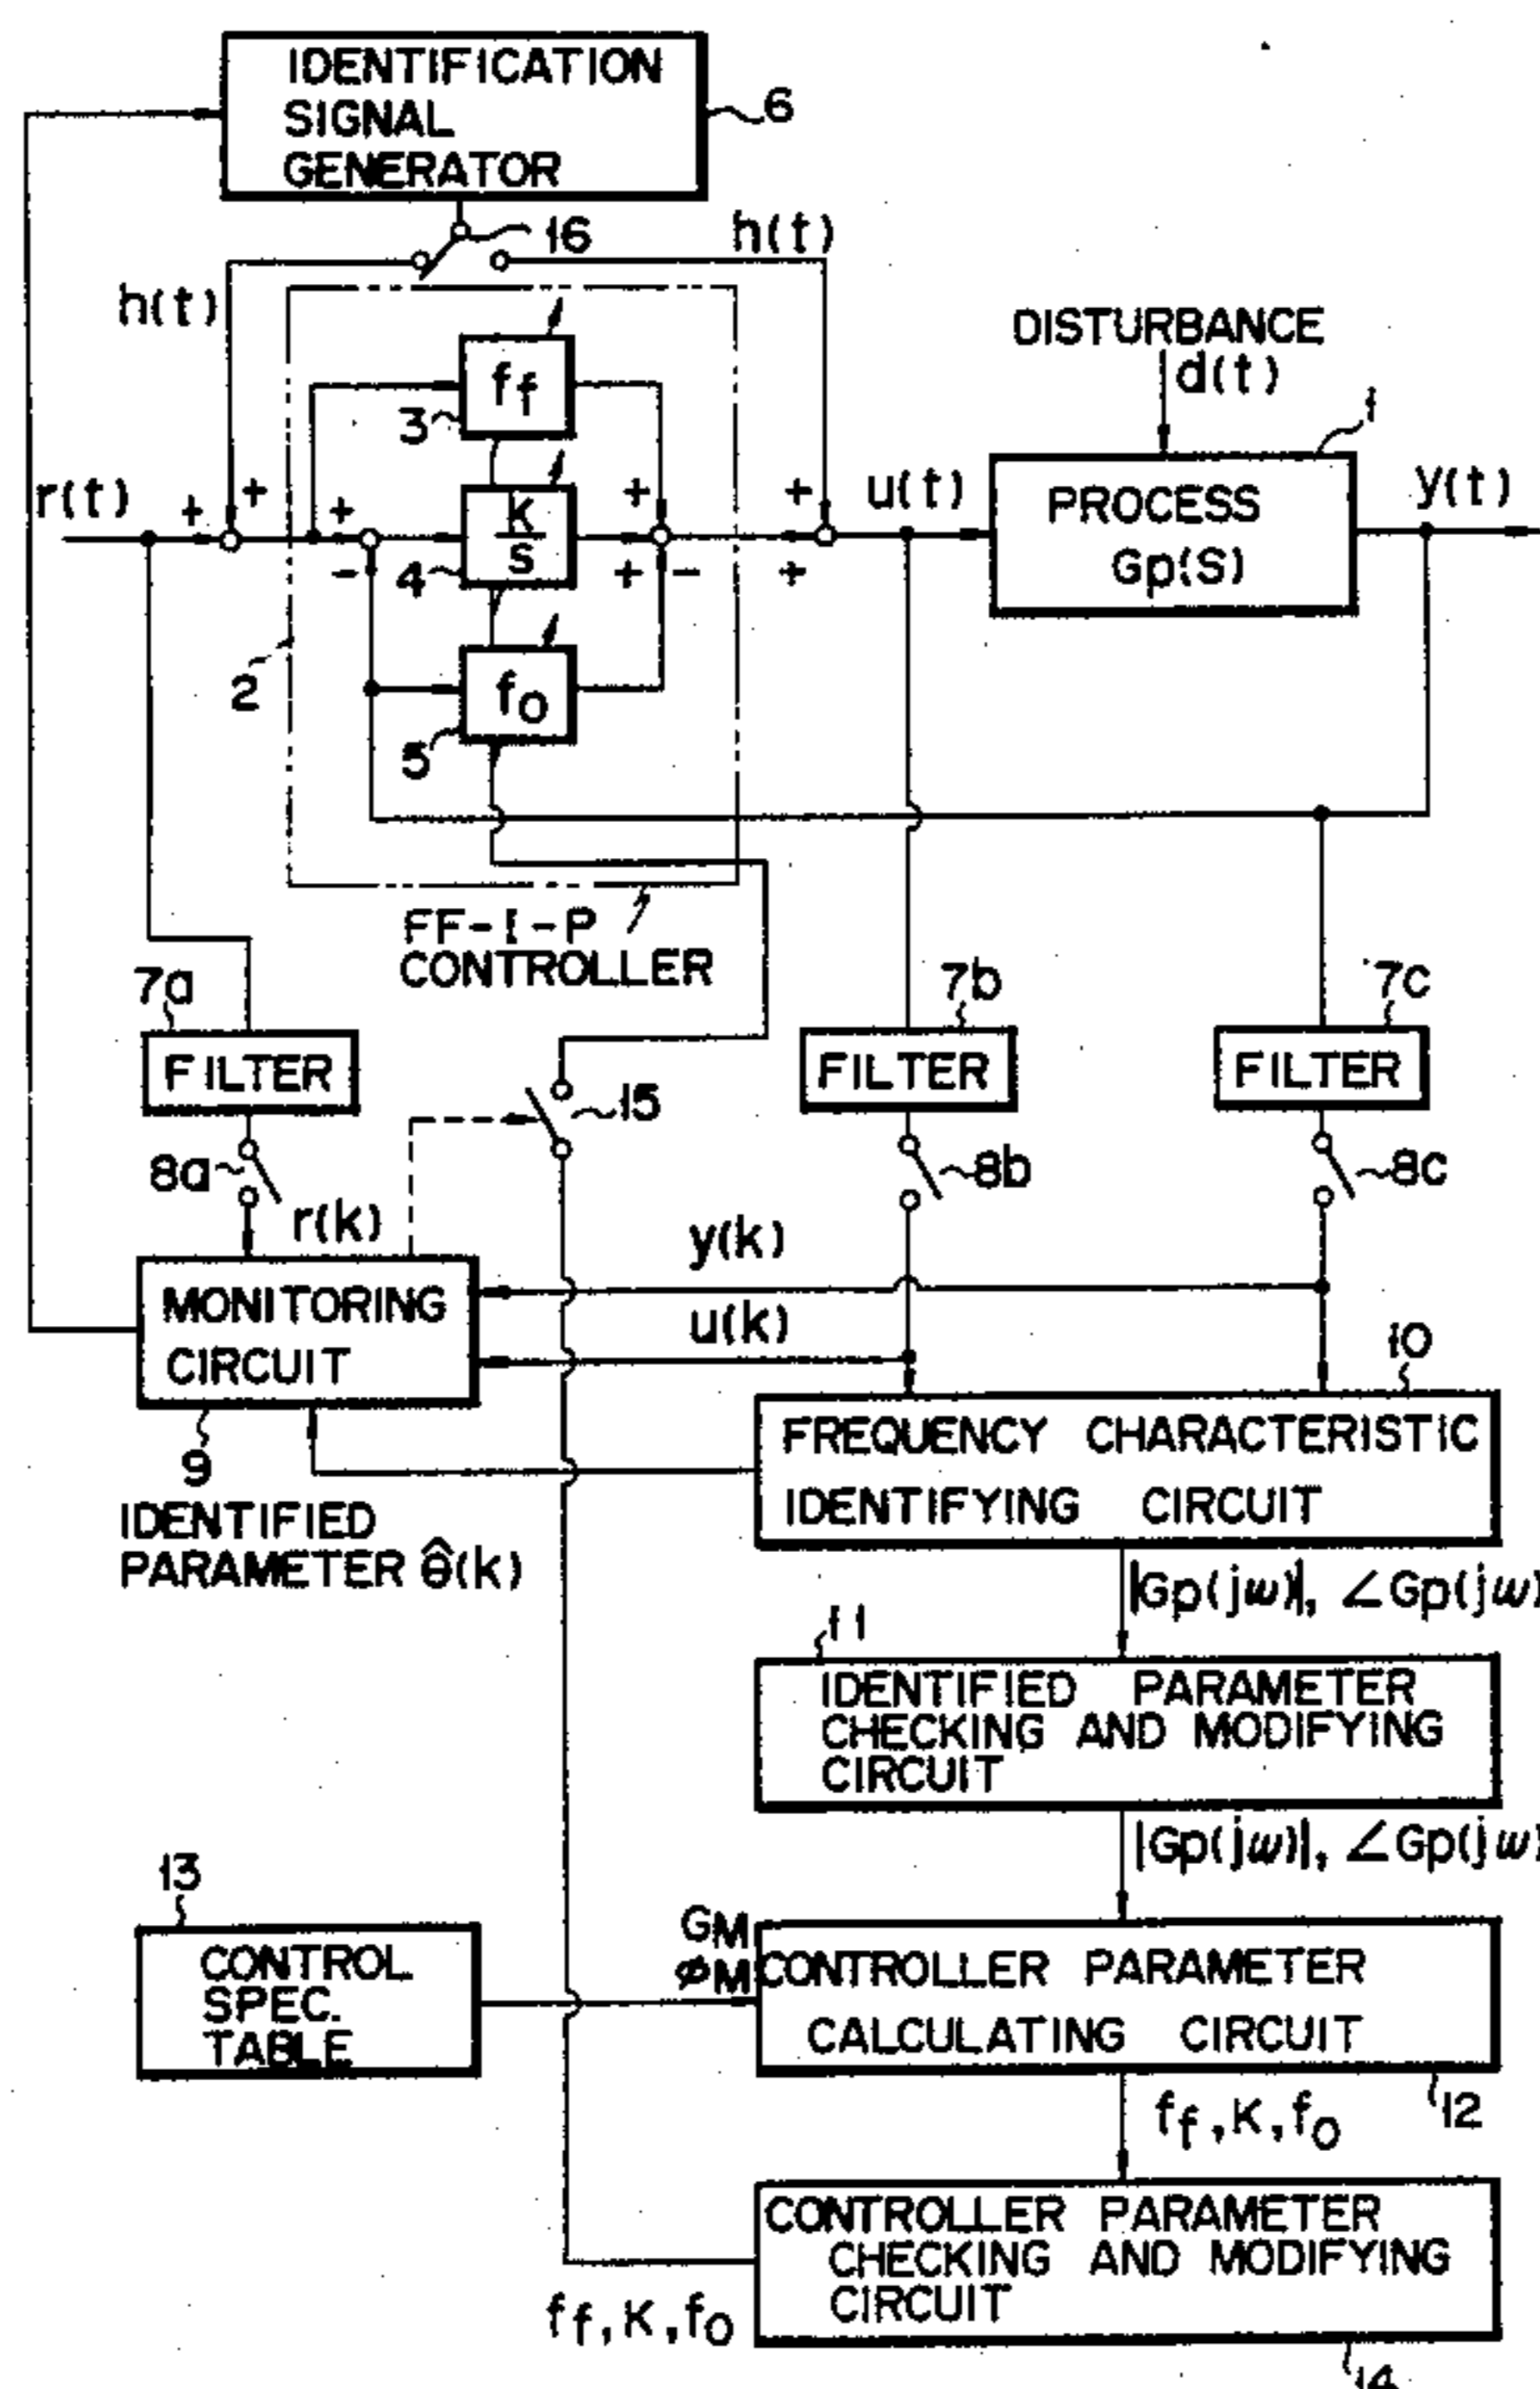 IDENTIFICATION
SIGNAL
GENERATOR
6
16
h(t)
h(t)
DISTURBANCE
d(t)
ff
3
1
r(t)
+
+
+
+
+
u(t)
PROCESS
Gp(S)
y(t)
K
s
4
-
+
-
+
2
fo
5
FF-I-P
CONTROLLER
7a
7b
7c
FILTER
FILTER
FILTER
15
8a
8b
8c
r(k)
y(k)
MONITORING
CIRCUIT
u(k)
10
9
FREQUENCY CHARACTERISTIC
IDENTIFYING CIRCUIT
IDENTIFIED
PARAMETER θ̂(k)
|Gp(jω)|, ∠Gp(jω)
11
IDENTIFIED PARAMETER
CHECKING AND MODIFYING
CIRCUIT
|Gp(jω)|, ∠Gp(jω)
13
CONTROL
SPEC.
TABLE
GM
ØM
CONTROLLER PARAMETER
CALCULATING CIRCUIT
12
ff, K, fo
CONTROLLER PARAMETER
CHECKING AND MODIFYING
CIRCUIT
ff, K, fo
14